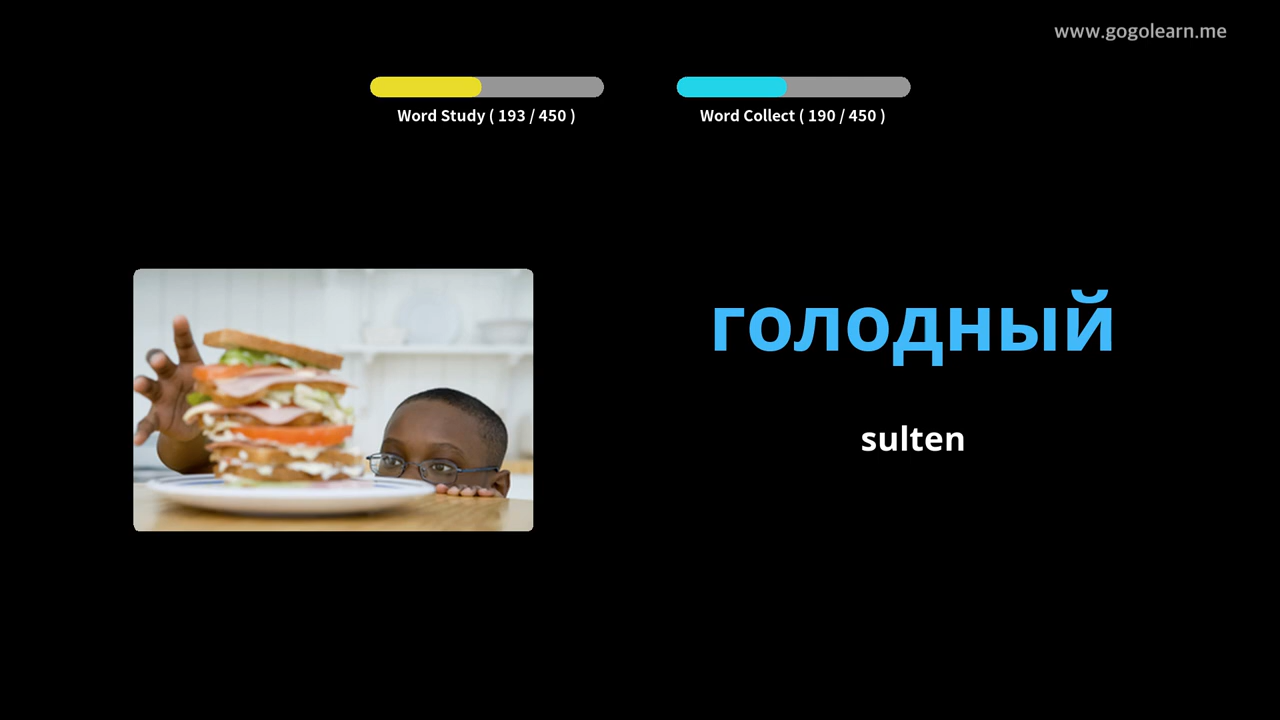 www.gogolearn.me
Word Study ( 193 / 450 )
Word Collect ( 190 / 450 )
голодный
sulten